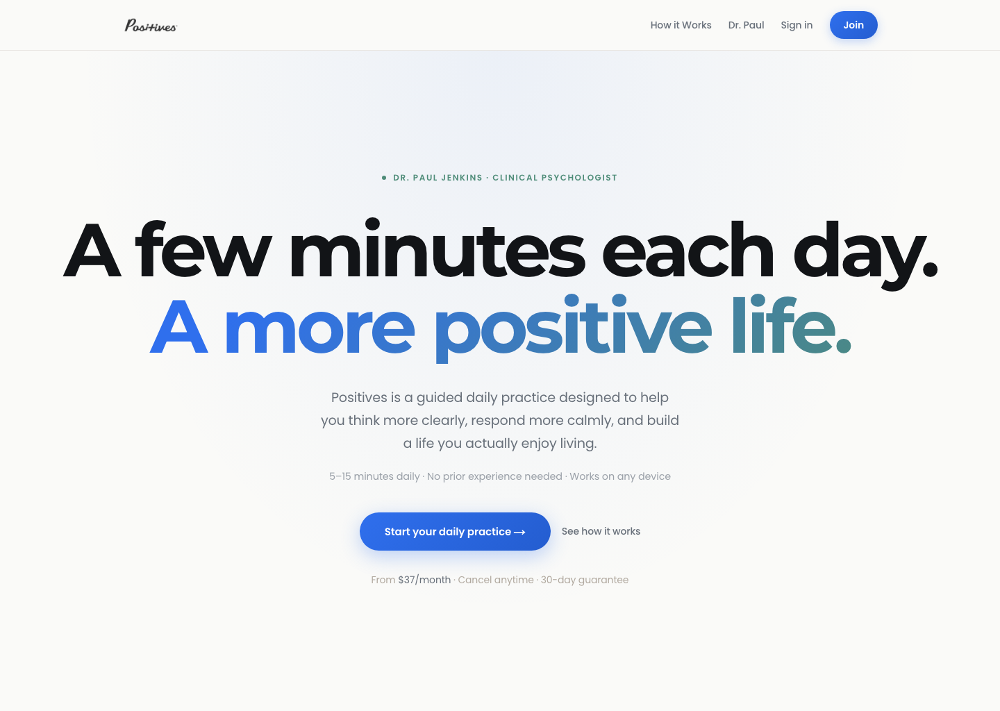 Positives
How it Works
Dr. Paul
Sign in
Join
DR. PAUL JENKINS · CLINICAL PSYCHOLOGIST
A few minutes each day.
A more positive life.
Positives is a guided daily practice designed to help
you think more clearly, respond more calmly, and build
a life you actually enjoy living.
5–15 minutes daily · No prior experience needed · Works on any device
Start your daily practice →
See how it works
From $37/month · Cancel anytime · 30-day guarantee